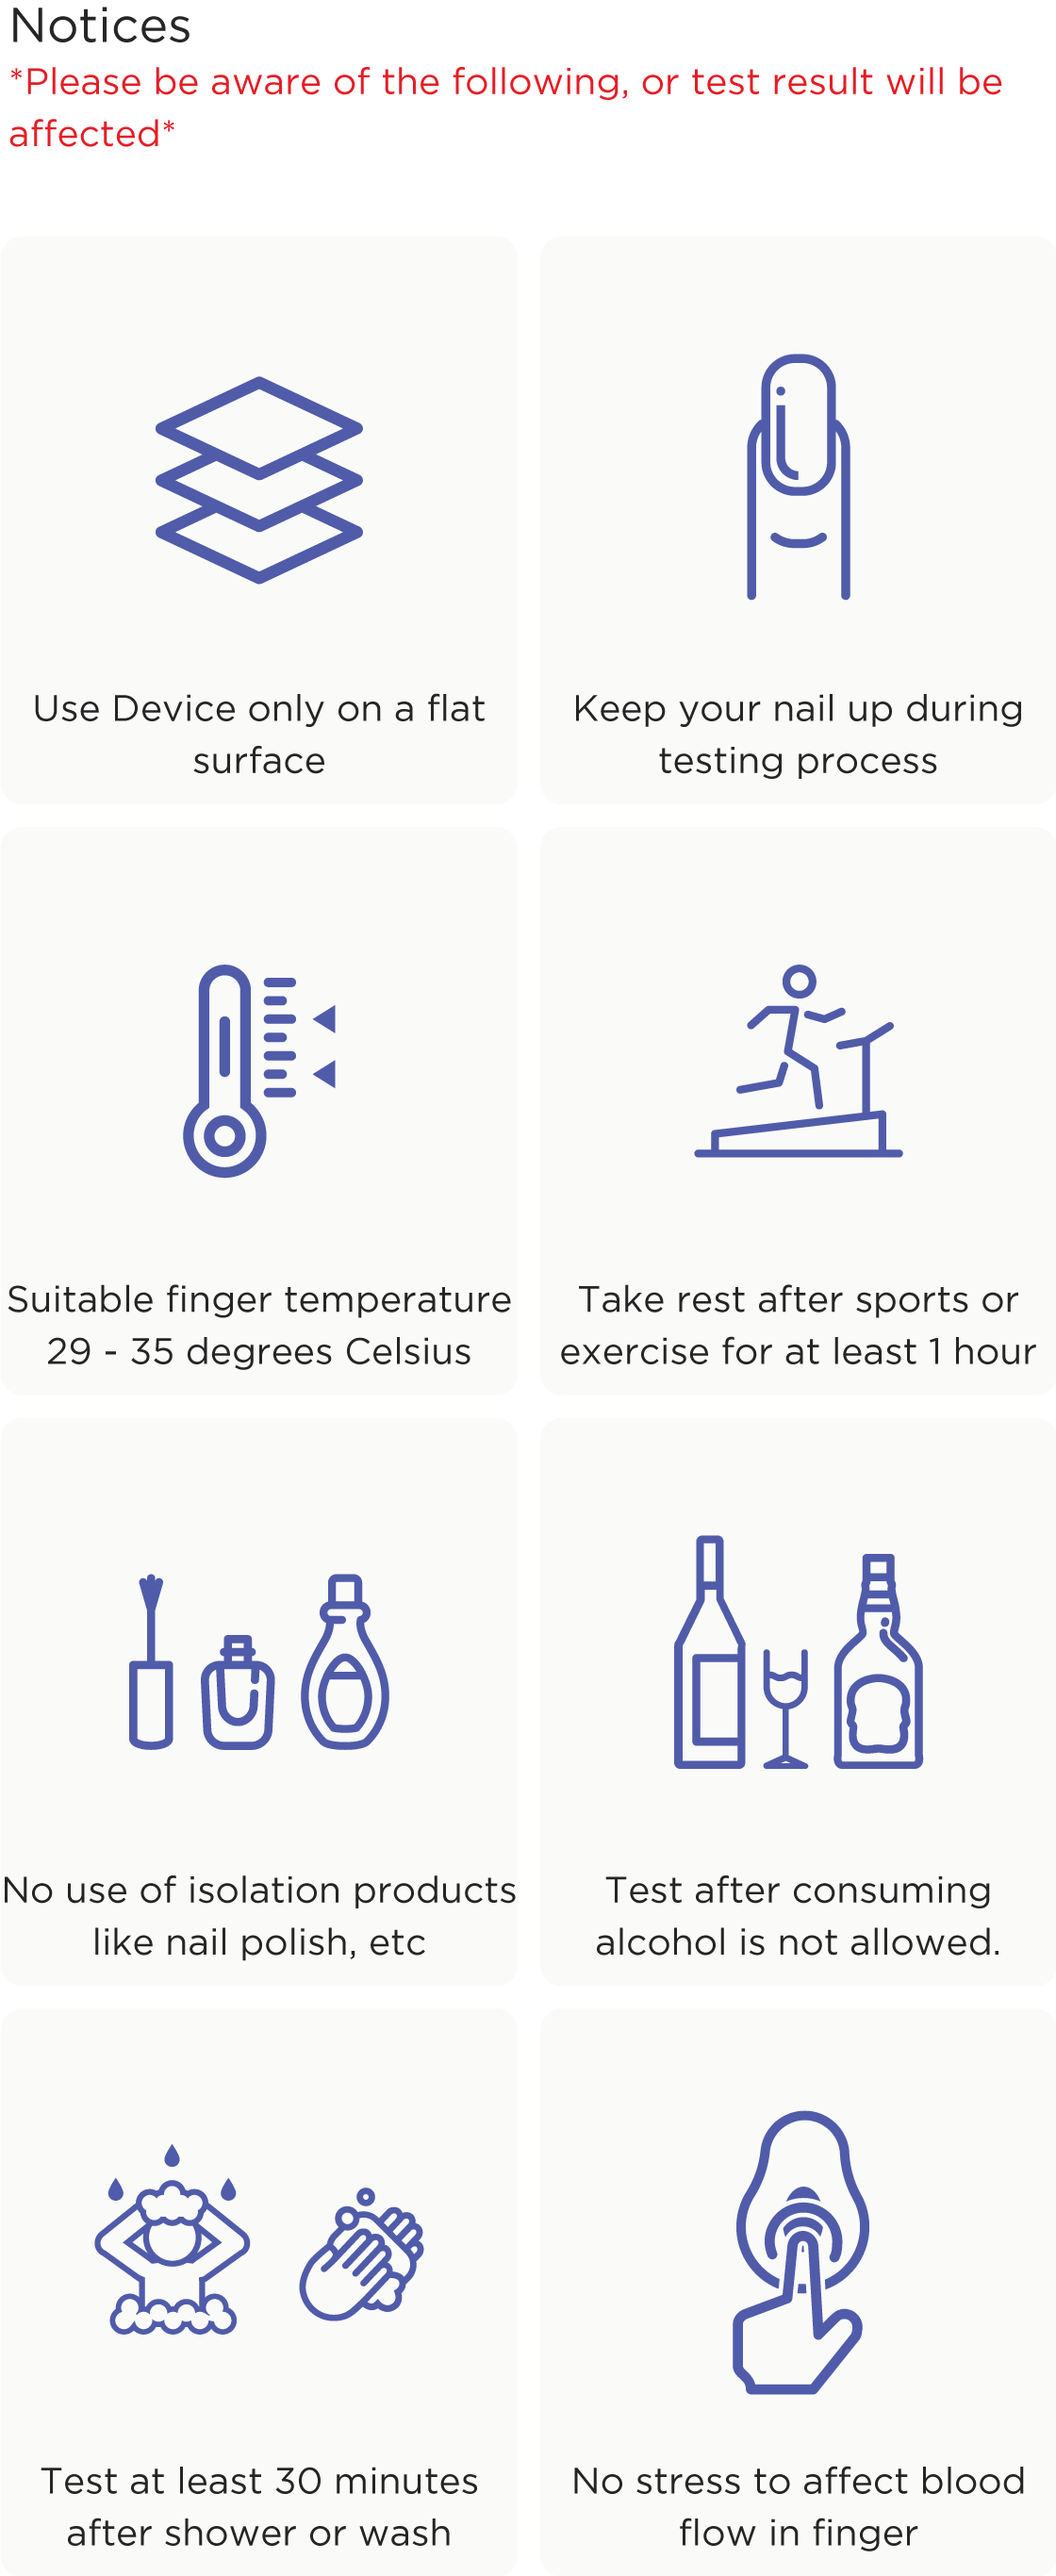 Notices
*Please be aware of the following, or test result will be
affected*
Use Device only on a flat
surface
Keep your nail up during
testing process
Suitable finger temperature
29 - 35 degrees Celsius
Take rest after sports or
exercise for at least 1 hour
No use of isolation products
like nail polish, etc
Test after consuming
alcohol is not allowed.
Test at least 30 minutes
after shower or wash
No stress to affect blood
flow in finger